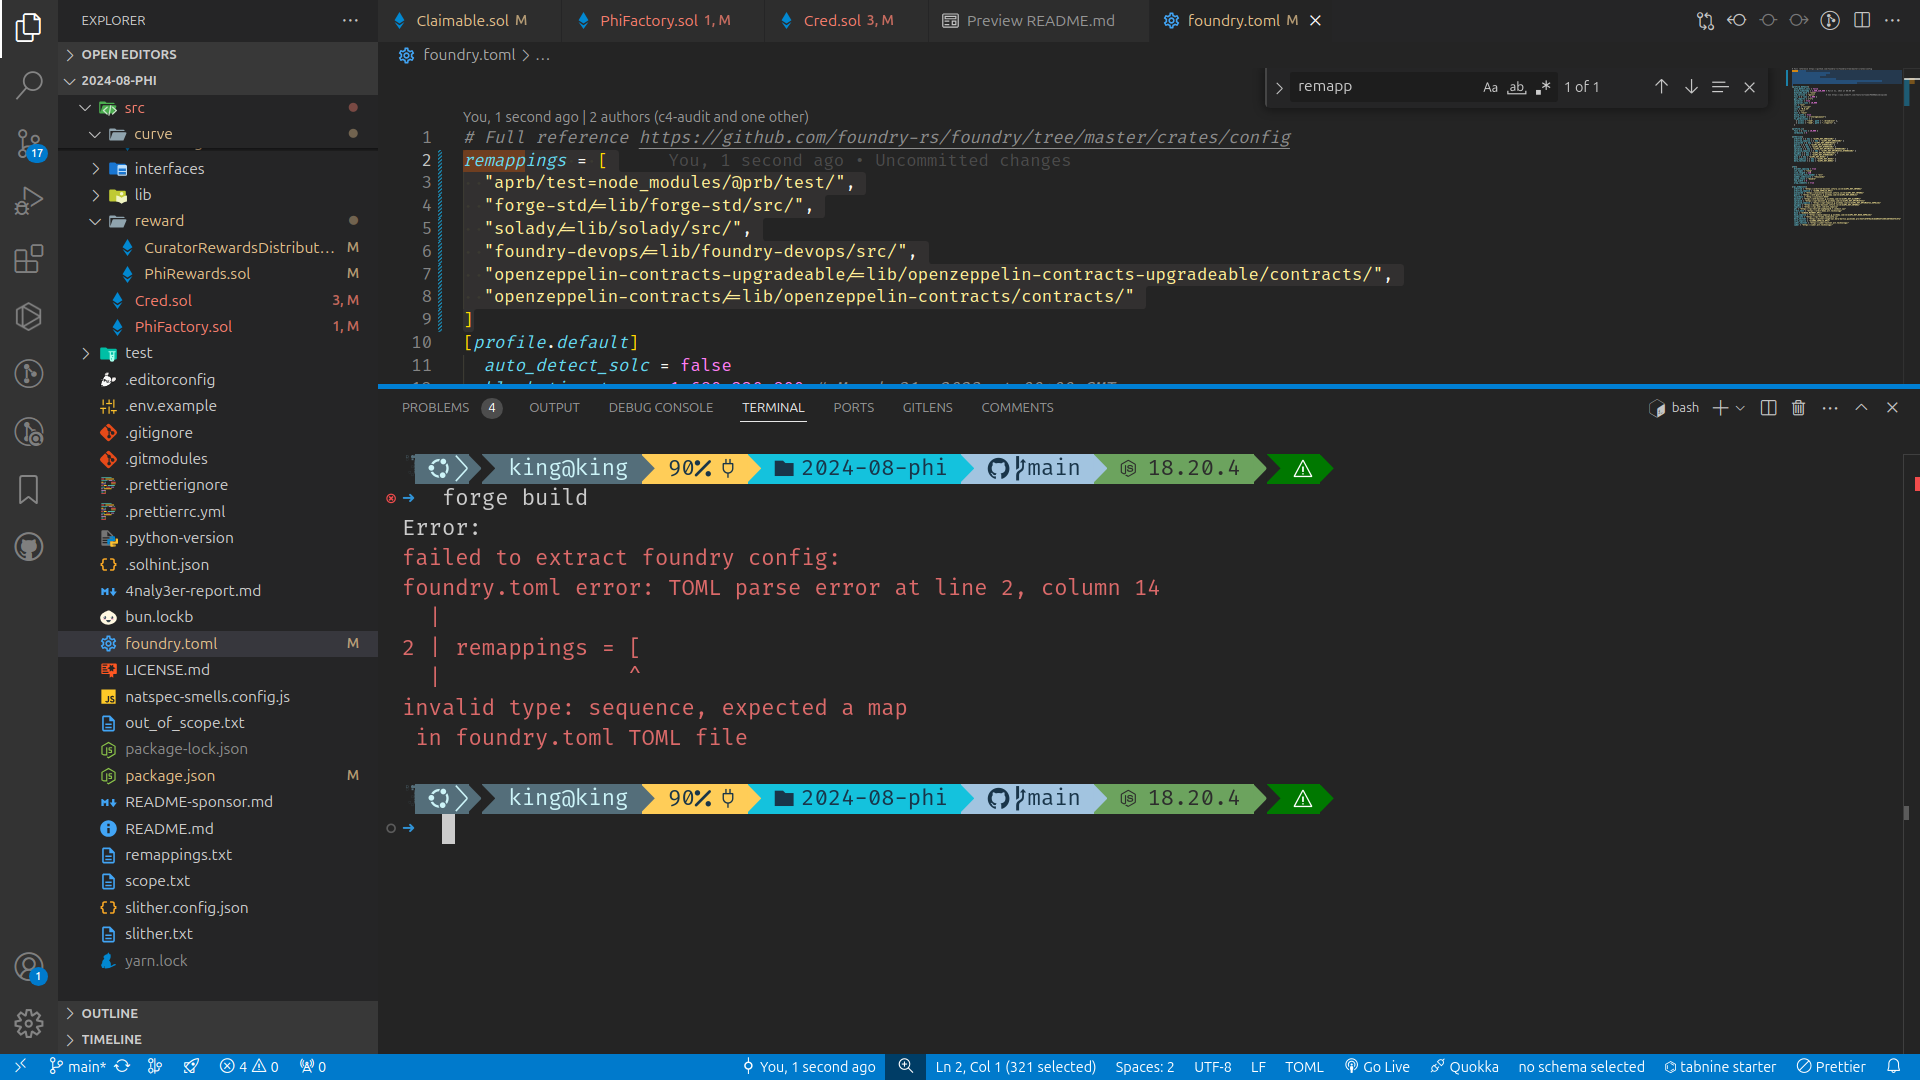 EXPLORER
OPEN EDITORS
2024-08-PHI
src
curve
interfaces
lib
reward
CuratorRewardsDistribut... M
PhiRewards.sol M
Cred.sol 3, M
PhiFactory.sol 1, M
test
.editorconfig
.env.example
.gitignore
.gitmodules
.prettierignore
.prettierrc.yml
.python-version
.solhint.json
4naly3er-report.md
bun.lockb
foundry.toml M
LICENSE.md
natspec-smells.config.js
out_of_scope.txt
package-lock.json
package.json M
README-sponsor.md
README.md
remappings.txt
scope.txt
slither.config.json
slither.txt
yarn.lock
OUTLINE
TIMELINE
17
1
Claimable.sol M
PhiFactory.sol 1, M
Cred.sol 3, M
Preview README.md
foundry.toml M
foundry.toml > ...
remapp
Aa ab .* 1 of 1
You, 1 second ago | 2 authors (c4-audit and one other)
1 # Full reference https://github.com/foundry-rs/foundry/tree/master/crates/config
2 remappings = [ You, 1 second ago • Uncommitted changes
3 "aprb/test=node_modules/@prb/test/",
4 "forge-std/=lib/forge-std/src/",
5 "solady/=lib/solady/src/",
6 "foundry-devops/=lib/foundry-devops/src/",
7 "openzeppelin-contracts-upgradeable/=lib/openzeppelin-contracts-upgradeable/contracts/",
8 "openzeppelin-contracts/=lib/openzeppelin-contracts/contracts/"
9 ]
10 [profile.default]
11 auto_detect_solc = false
PROBLEMS 4 OUTPUT DEBUG CONSOLE TERMINAL PORTS GITLENS COMMENTS
bash
king@king 90% 2024-08-phi main 18.20.4
forge build
Error:
failed to extract foundry config:
foundry.toml error: TOML parse error at line 2, column 14
|
2 | remappings = [
| ^
invalid type: sequence, expected a map
in foundry.toml TOML file
king@king 90% 2024-08-phi main 18.20.4
main* 4 0 0 You, 1 second ago Ln 2, Col 1 (321 selected) Spaces: 2 UTF-8 LF TOML Go Live Quokka no schema selected tabnine starter Prettier